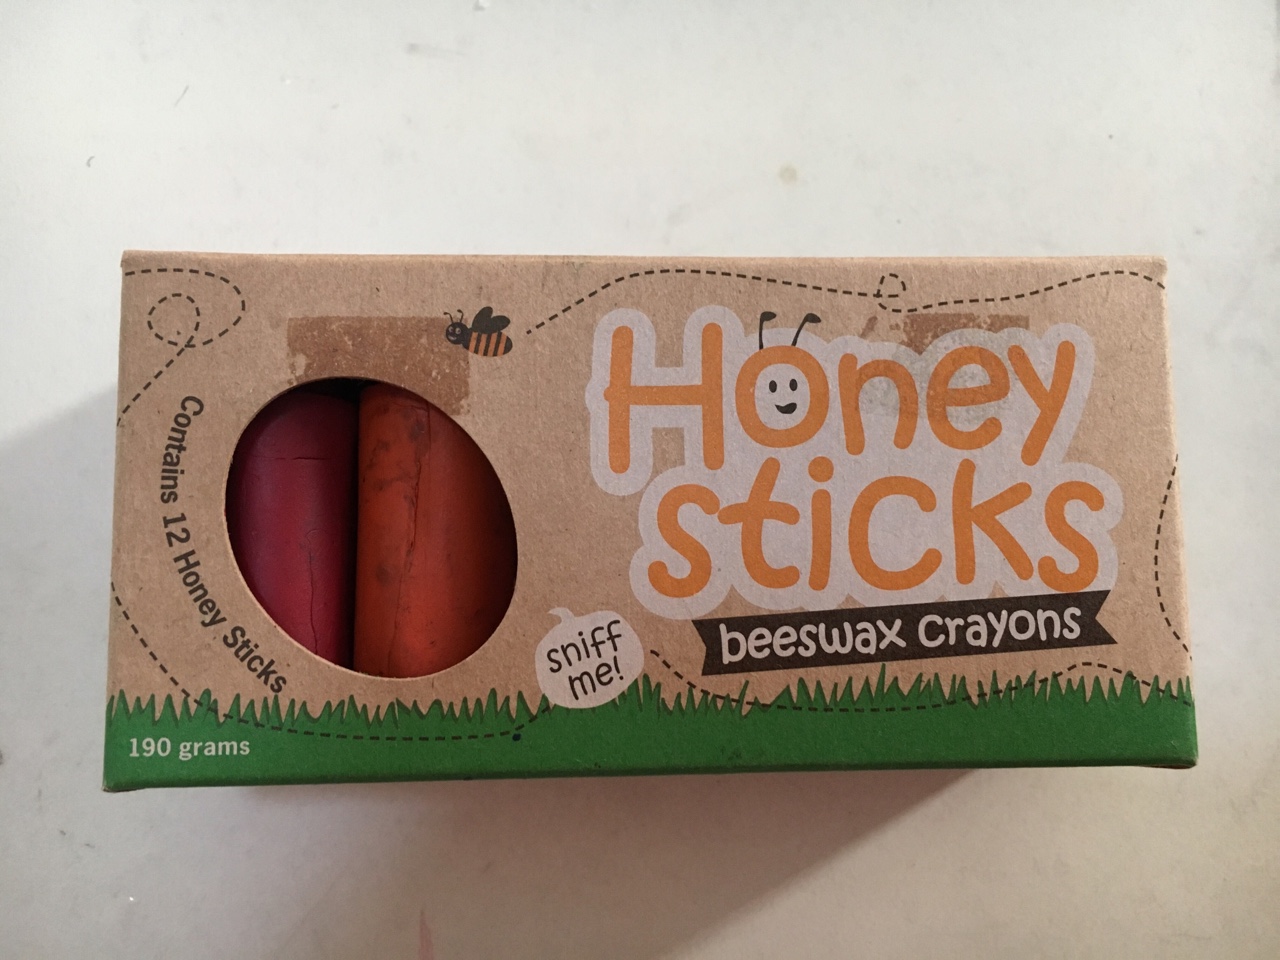 Honey
sticks
beeswax crayons
sniff
me!
Contains 12 Honey Sticks
190 grams